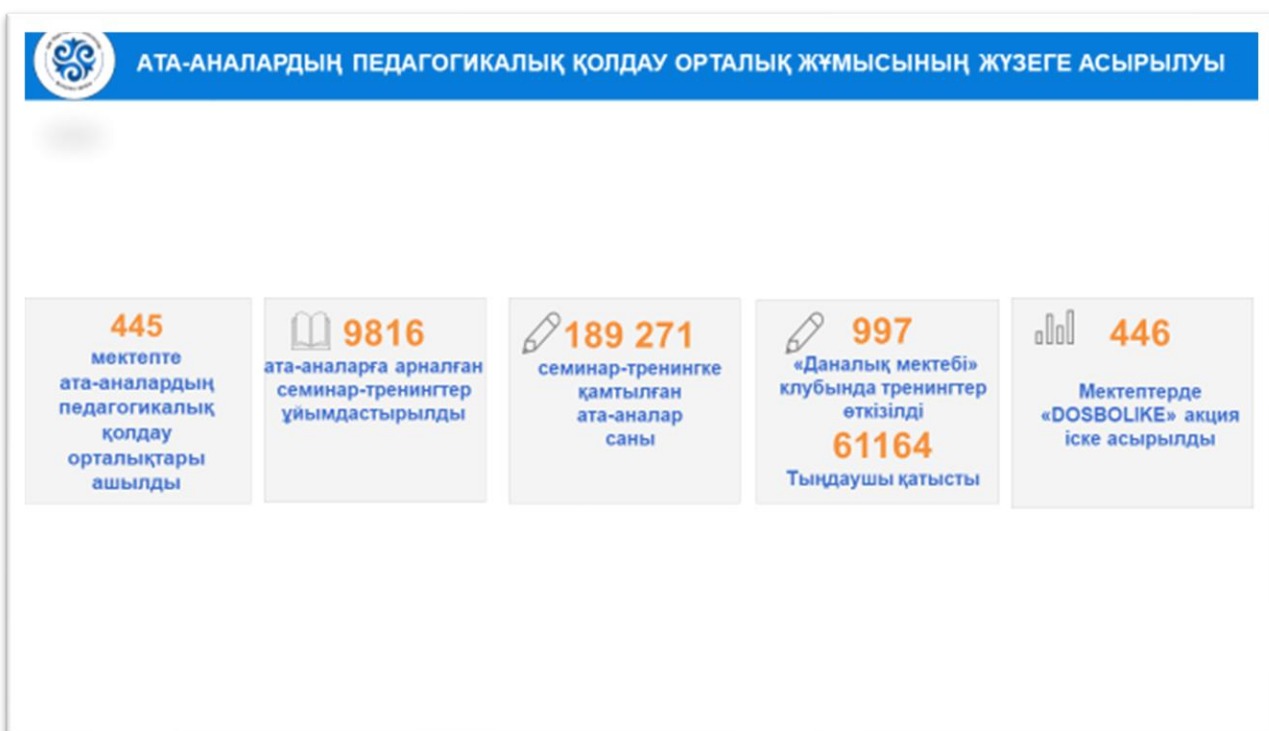 АТА-АНАЛАРДЫҢ ПЕДАГОГИКАЛЫҚ ҚОЛДАУ ОРТАЛЫҚ ЖҰМЫСЫНЫҢ ЖҮЗЕГЕ АСЫРЫЛУЫ
445
мектепте
ата-аналардың
педагогикалық
қолдау
орталықтары
ашылды
9816
ата-аналарға арналған
семинар-тренингтер
ұйымдастырылды
189 271
семинар-тренингке
қамтылған
ата-аналар
саны
997
«Даналық мектебі»
клубында тренингтер
өткізілді
61164
Тыңдаушы қатысты
446
Мектептерде
«DOSBOLIKE» акция
іске асырылды